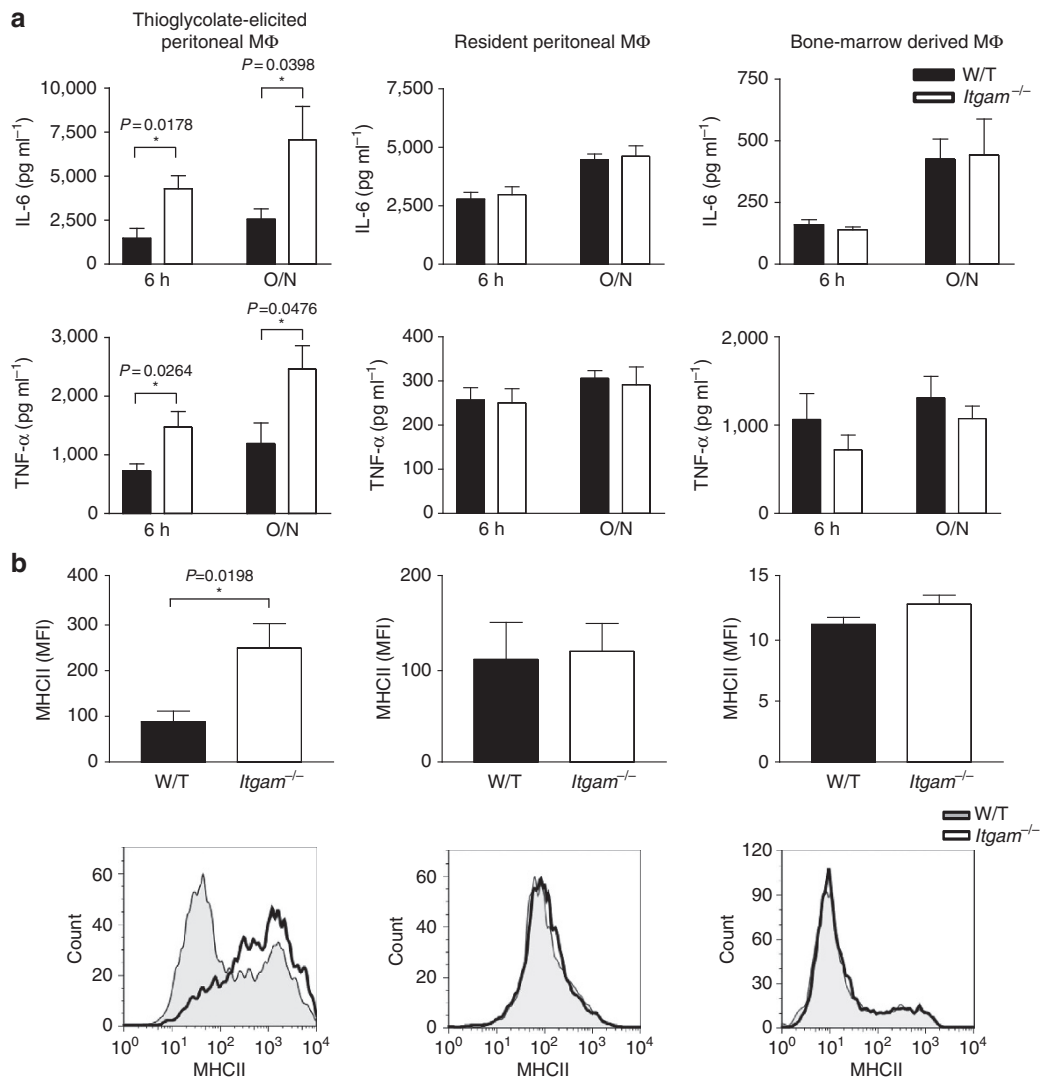 a
Thioglycolate-elicited
peritoneal MΦ
Resident peritoneal MΦ
Bone-marrow derived MΦ
W/T
Itgam⁻/⁻
P=0.0178
*
P=0.0398
*
10,000
7,500
5,000
2,500
0
IL-6 (pg ml⁻¹)
6 h
O/N
7,500
5,000
2,500
0
IL-6 (pg ml⁻¹)
6 h
O/N
750
500
250
0
IL-6 (pg ml⁻¹)
6 h
O/N
P=0.0264
*
P=0.0476
*
3,000
2,000
1,000
0
TNF-α (pg ml⁻¹)
6 h
O/N
400
300
200
100
0
TNF-α (pg ml⁻¹)
6 h
O/N
2,000
1,000
0
TNF-α (pg ml⁻¹)
6 h
O/N
b
P=0.0198
*
400
300
200
100
0
MHCII (MFI)
W/T
Itgam⁻/⁻
200
100
0
MHCII (MFI)
W/T
Itgam⁻/⁻
15
10
5
0
MHCII (MFI)
W/T
Itgam⁻/⁻
W/T
Itgam⁻/⁻
60
40
20
0
Count
10⁰ 10¹ 10² 10³ 10⁴
MHCII
60
40
20
0
Count
10⁰ 10¹ 10² 10³ 10⁴
MHCII
120
90
60
30
0
Count
10⁰ 10¹ 10² 10³ 10⁴
MHCII